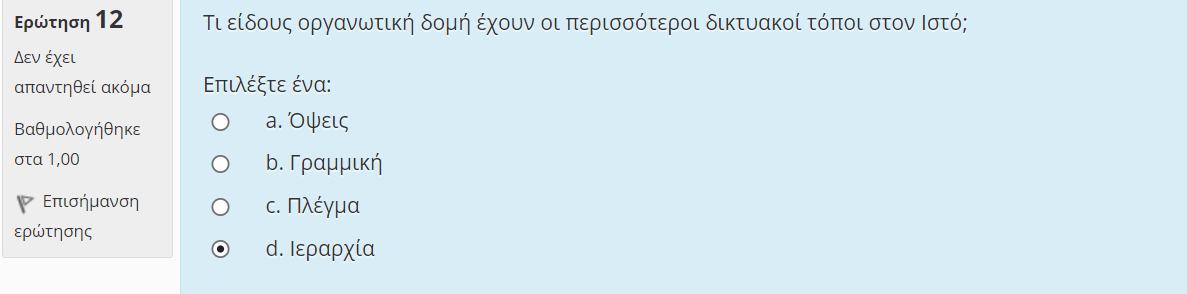 Ερώτηση 12
Δεν έχει
απαντηθεί ακόμα
Βαθμολογήθηκε
στα 1,00
Επισήμανση
ερώτησης
Τι είδους οργανωτική δομή έχουν οι περισσότεροι δικτυακοί τόποι στον Ιστό;
Επιλέξτε ένα:
a. Όψεις
b. Γραμμική
c. Πλέγμα
d. Ιεραρχία